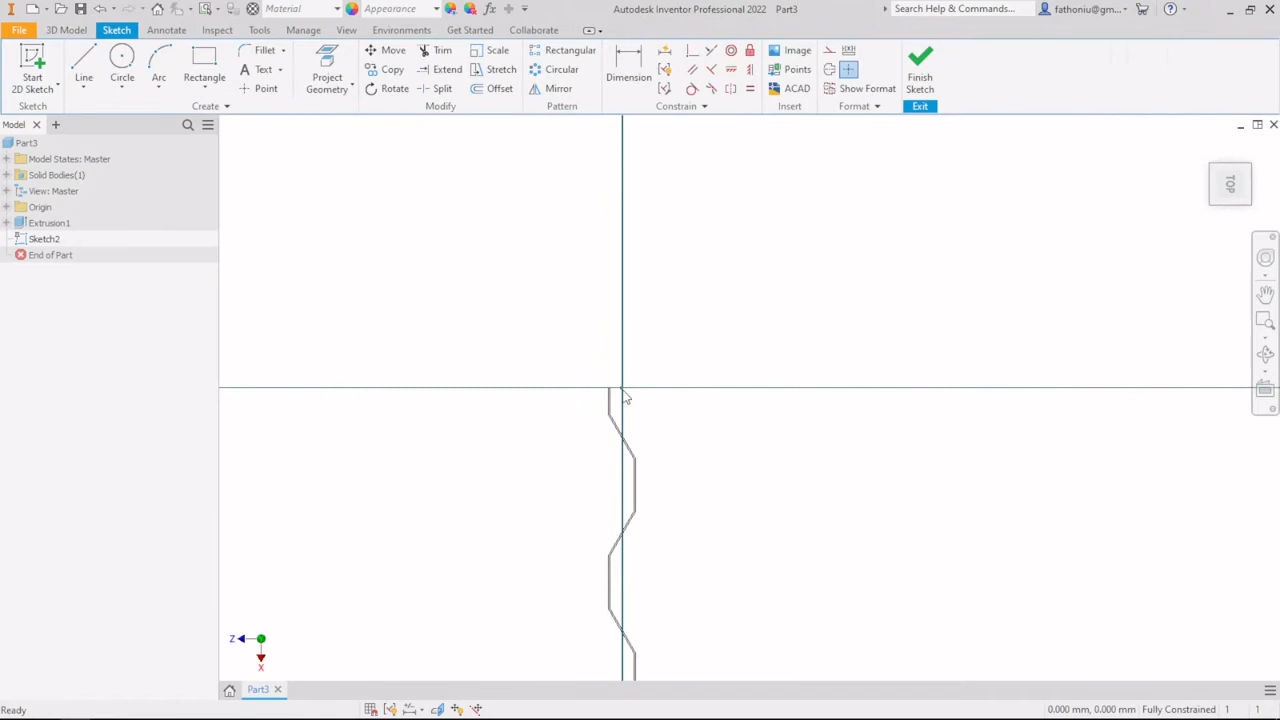 Material
Appearance
Autodesk Inventor Professional 2022 Part3
Search Help & Commands...
fathoniu@gm...
File
3D Model
Sketch
Annotate
Inspect
Tools
Manage
View
Environments
Get Started
Collaborate
Start
2D Sketch
Line
Circle
Arc
Rectangle
Fillet
Text
Point
Project
Geometry
Move
Copy
Rotate
Trim
Extend
Split
Scale
Stretch
Offset
Rectangular
Circular
Mirror
Dimension
Image
Points
ACAD
Show Format
Finish
Sketch
Sketch
Create
Modify
Pattern
Constrain
Insert
Format
Exit
Model
Part3
Model States: Master
Solid Bodies(1)
View: Master
Origin
Extrusion1
Sketch2
End of Part
TOP
Z
X
Part3
Ready
0.000 mm, 0.000 mm Fully Constrained 1 1